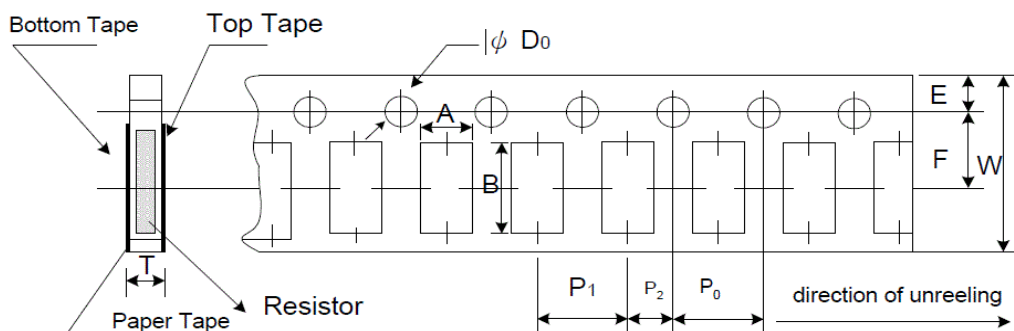 Bottom Tape
Top Tape
|ϕ D0
E
A
F
W
B
T
P1
P2
P0
Resistor
direction of unreeling
Paper Tape